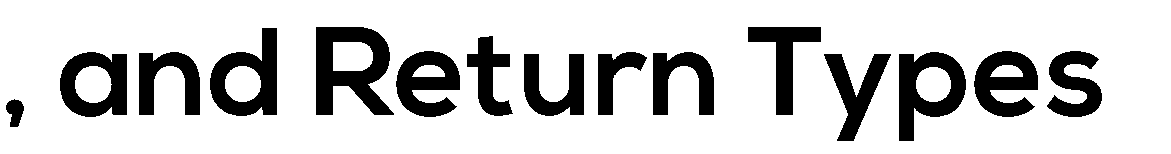 , and Return Types